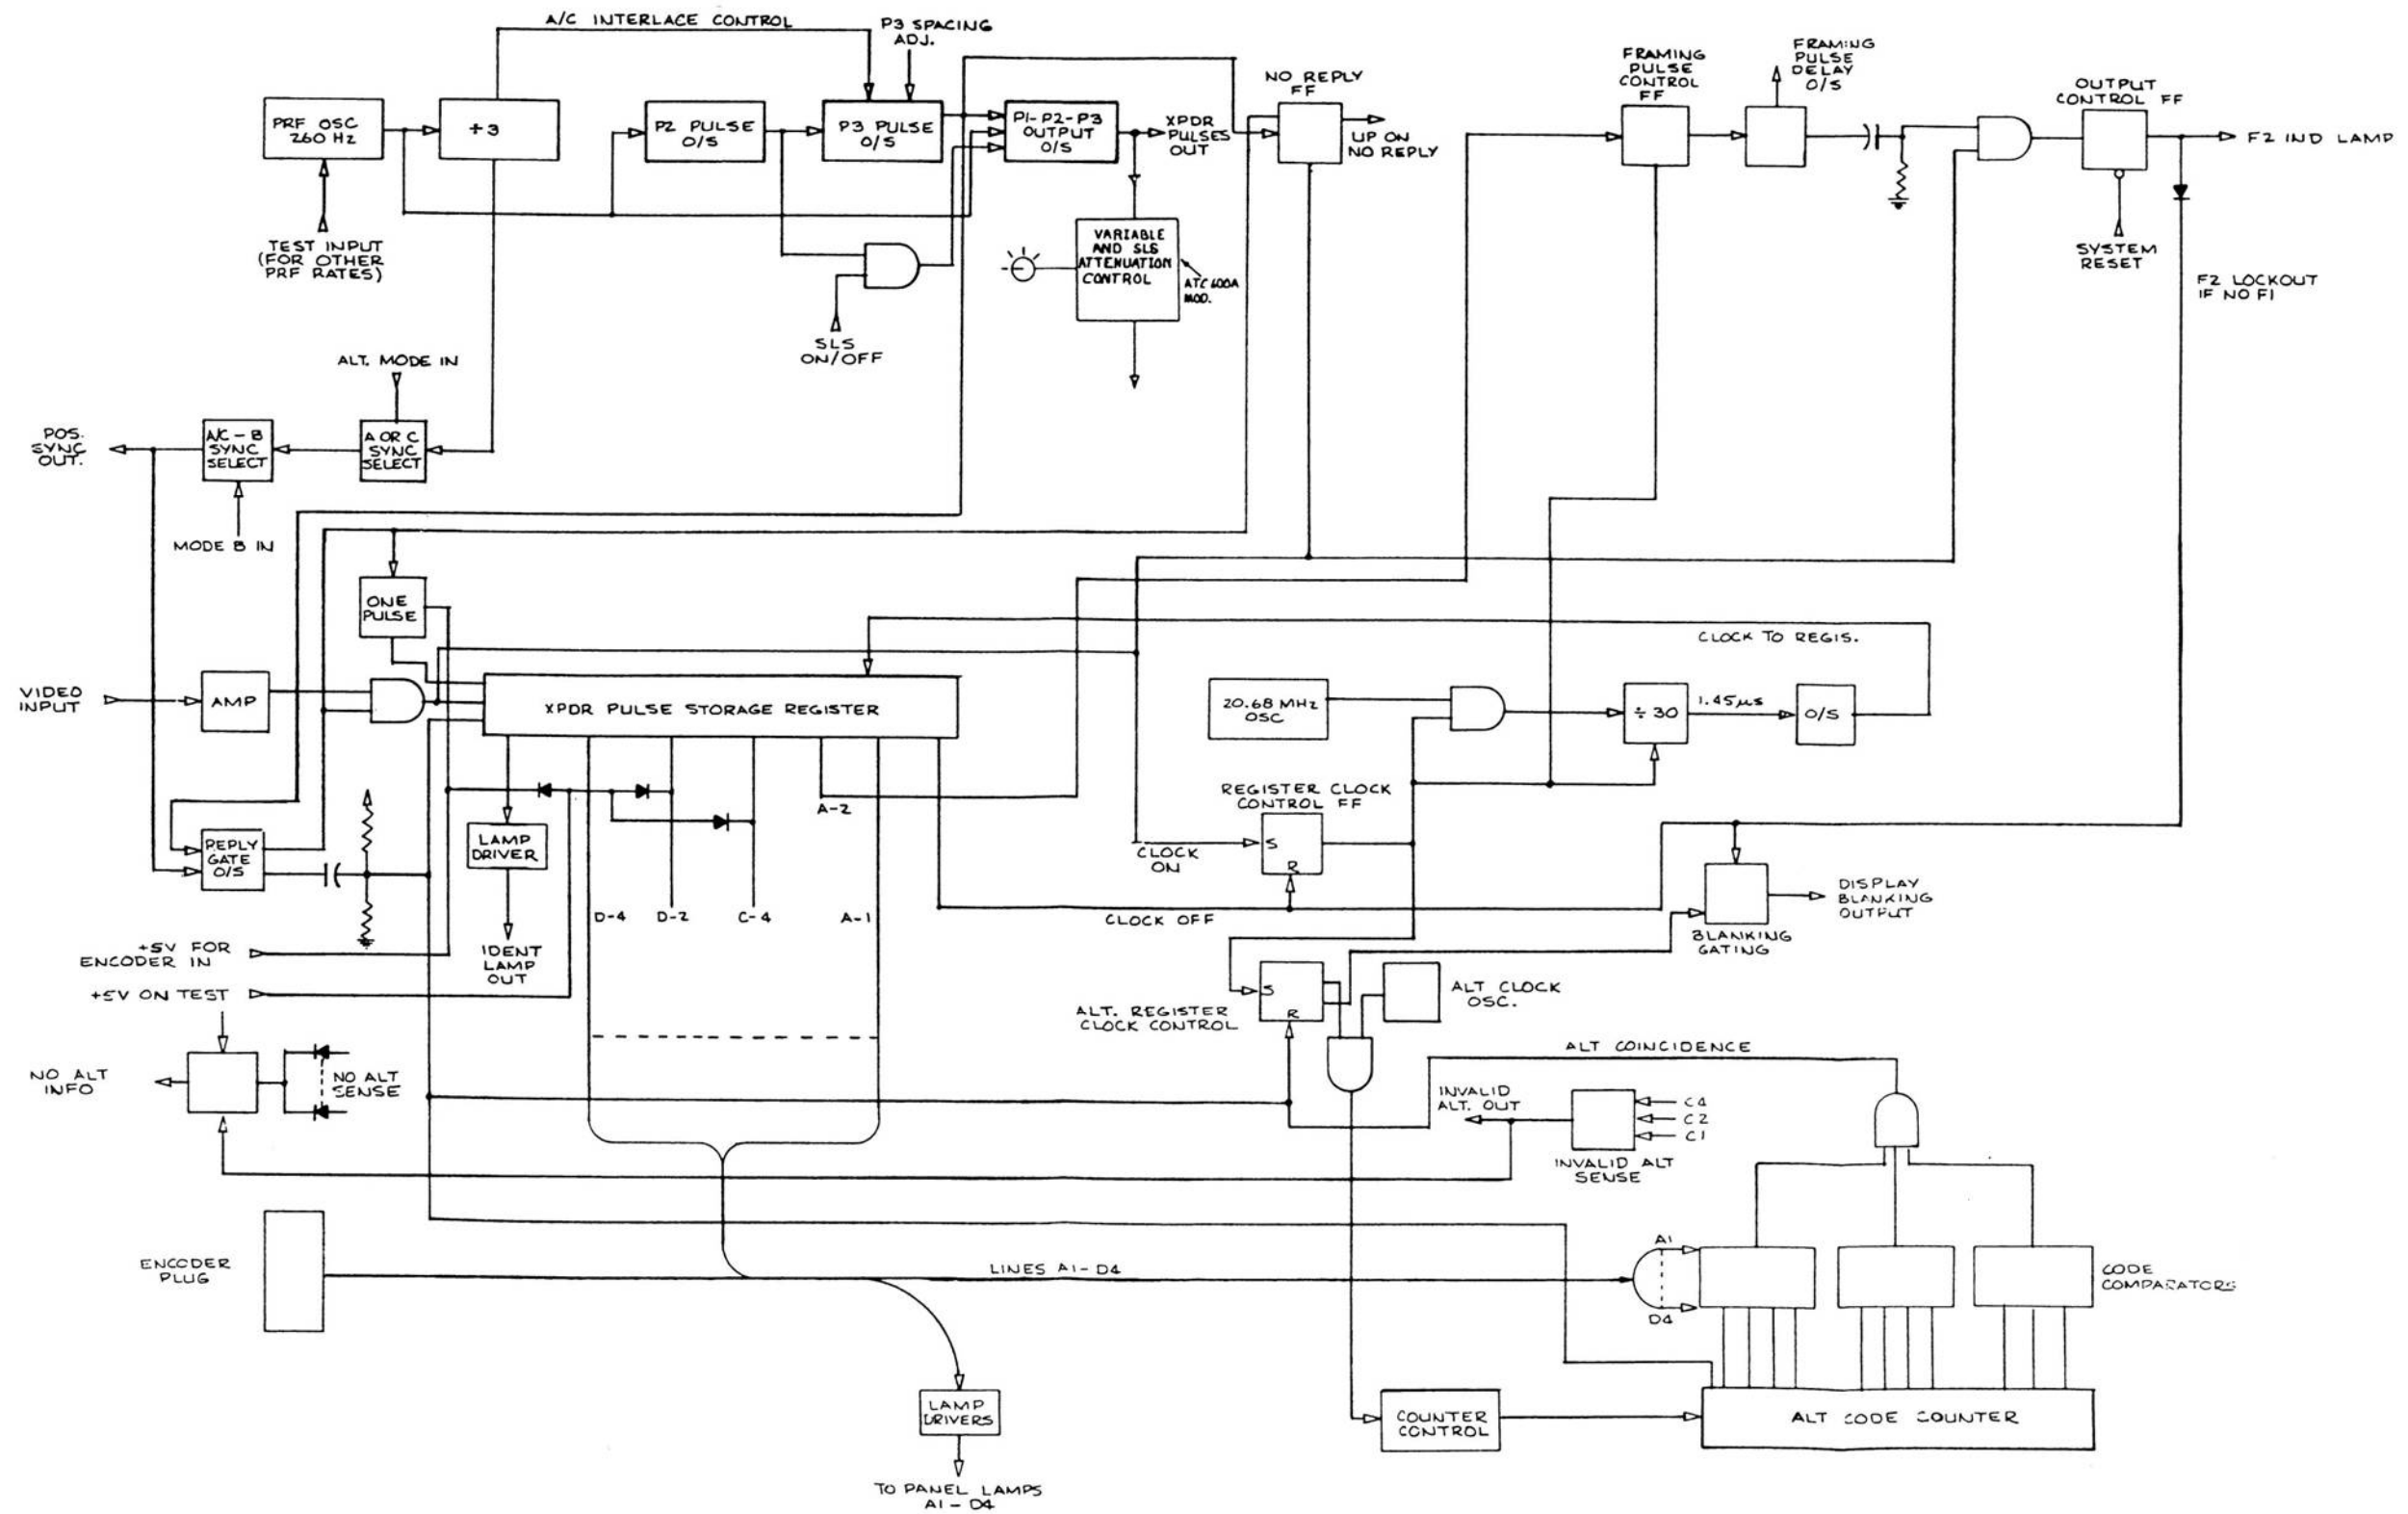 A/C INTERLACE CONTROL
P3 SPACING
ADJ.
PRF OSC
260 Hz
÷3
P2 PULSE
O/S
P3 PULSE
O/S
P1-P2-P3
OUTPUT
O/S
XPDR
PULSES
OUT
NO REPLY
FF
UP ON
NO REPLY
FRAMING
PULSE
CONTROL
FF
FRAMING
PULSE
DELAY
O/S
OUTPUT
CONTROL FF
F2 IND LAMP
TEST INPUT
(FOR OTHER
PRF RATES)
VARIABLE
AND SLS
ATTENUATION
CONTROL
ATC 600A
MOD.
SYSTEM
RESET
F2 LOCKOUT
IF NO F1
SLS
ON/OFF
ALT. MODE IN
POS.
SYNC
OUT.
A/C-B
SYNC
SELECT
A OR C
SYNC
SELECT
MODE B IN
ONE
PULSE
CLOCK TO REGIS.
VIDEO
INPUT
AMP
XPDR PULSE STORAGE REGISTER
20.68 MHz
OSC
÷30
1.45µs
O/S
A-2
REGISTER CLOCK
CONTROL FF
REPLY
GATE
O/S
LAMP
DRIVER
CLOCK
ON
S
R
D-4
D-2
C-4
A-1
CLOCK OFF
DISPLAY
BLANKING
OUTPUT
BLANKING
GATING
+5V FOR
ENCODER IN
IDENT
LAMP
OUT
+5V ON TEST
S
R
ALT CLOCK
OSC.
ALT. REGISTER
CLOCK CONTROL
ALT COINCIDENCE
NO ALT
INFO
NO ALT
SENSE
INVALID
ALT. OUT
C4
C2
C1
INVALID ALT
SENSE
ENCODER
PLUG
LINES A1-D4
A1
D4
CODE
COMPARATORS
LAMP
DRIVERS
COUNTER
CONTROL
ALT CODE COUNTER
TO PANEL LAMPS
A1-D4